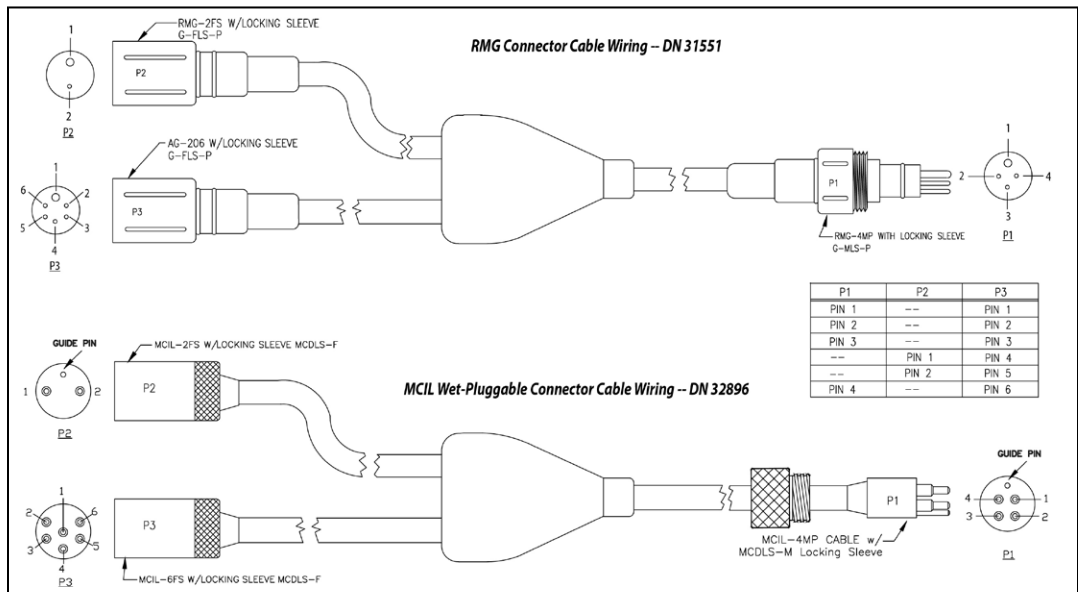 RMG Connector Cable Wiring -- DN 31551
RMG-2FS W/LOCKING SLEEVE
G-FLS-P
1
2
P2
P2
AG-206 W/LOCKING SLEEVE
G-FLS-P
1
6
2
5
3
4
P3
P3
P1
RMG-4MP WITH LOCKING SLEEVE
G-MLS-P
1
2
4
3
P1
P1 P2 P3
PIN 1 -- PIN 1
PIN 2 -- PIN 2
PIN 3 -- PIN 3
-- PIN 1 PIN 4
-- PIN 2 PIN 5
PIN 4 -- PIN 6
MCIL Wet-Pluggable Connector Cable Wiring -- DN 32896
GUIDE PIN
1
2
P2
MCIL-2FS W/LOCKING SLEEVE MCDLS-F
P2
1
2
6
3
5
4
P3
P3
MCIL-6FS W/LOCKING SLEEVE MCDLS-F
P1
MCIL-4MP CABLE w/
MCDLS-M Locking Sleeve
GUIDE PIN
4
1
3
2
P1